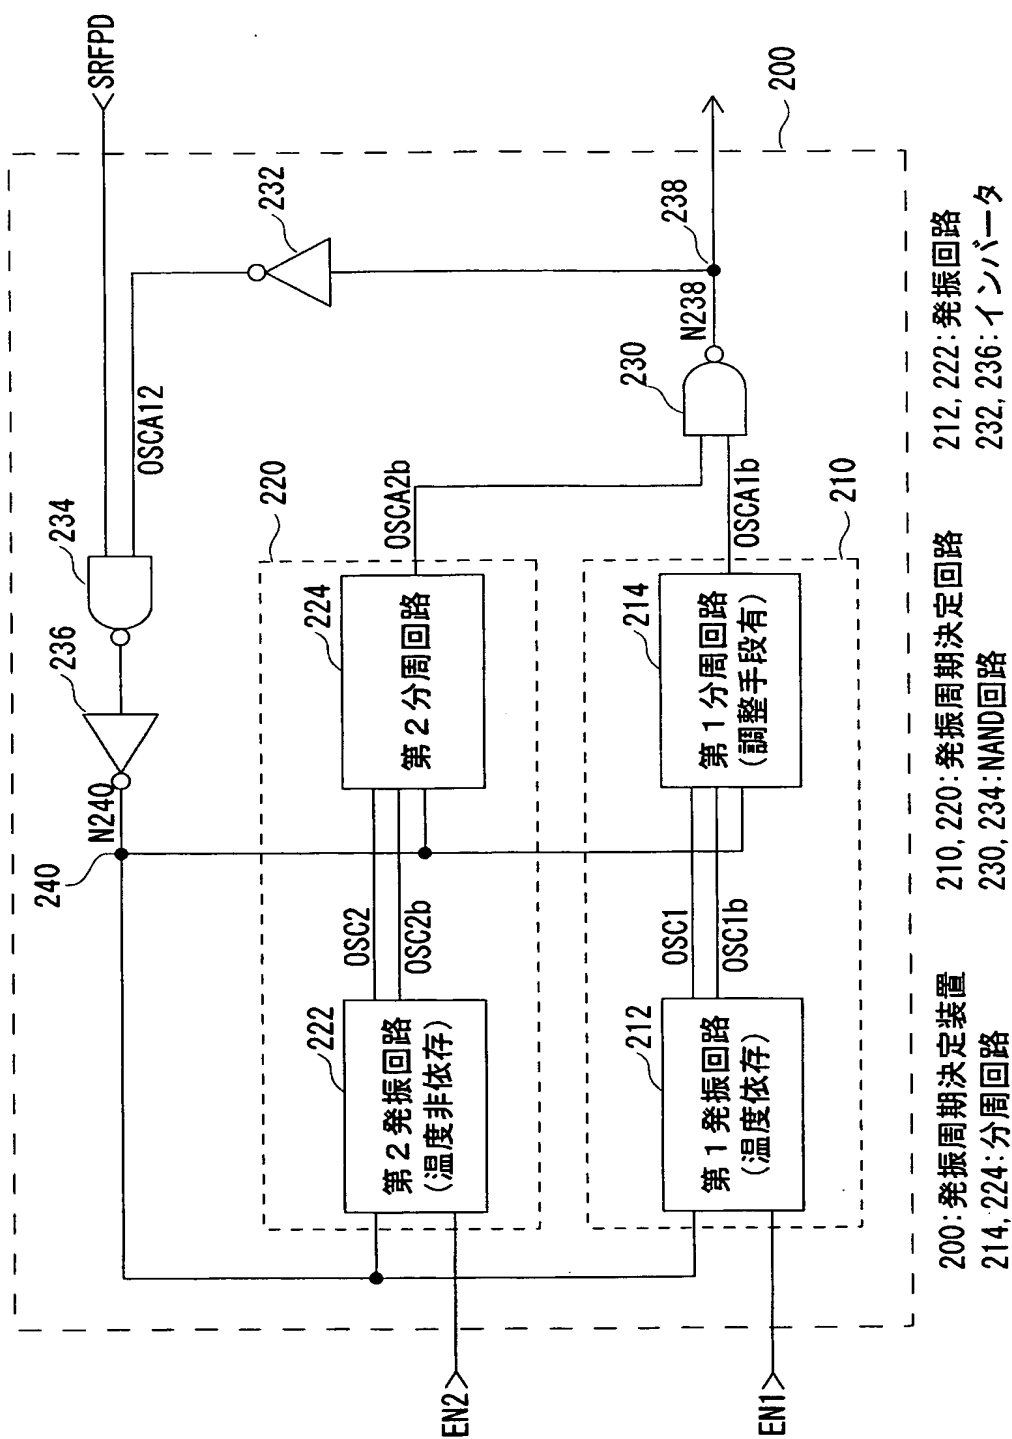 SRFPD
200
232
OSCA12
234
236
N240
240
238
N238
230
220
OSCA2b
224
第2分周回路
OSC2
OSC2b
222
第2発振回路
(温度非依存)
EN2
210
OSCA1b
214
第1分周回路
(調整手段有)
OSC1
OSC1b
212
第1発振回路
(温度依存)
EN1
200:発振周期決定装置
210,220:発振周期決定回路
212,222:発振回路
214,224:分周回路
230,234:NAND回路
232,236:インバータ